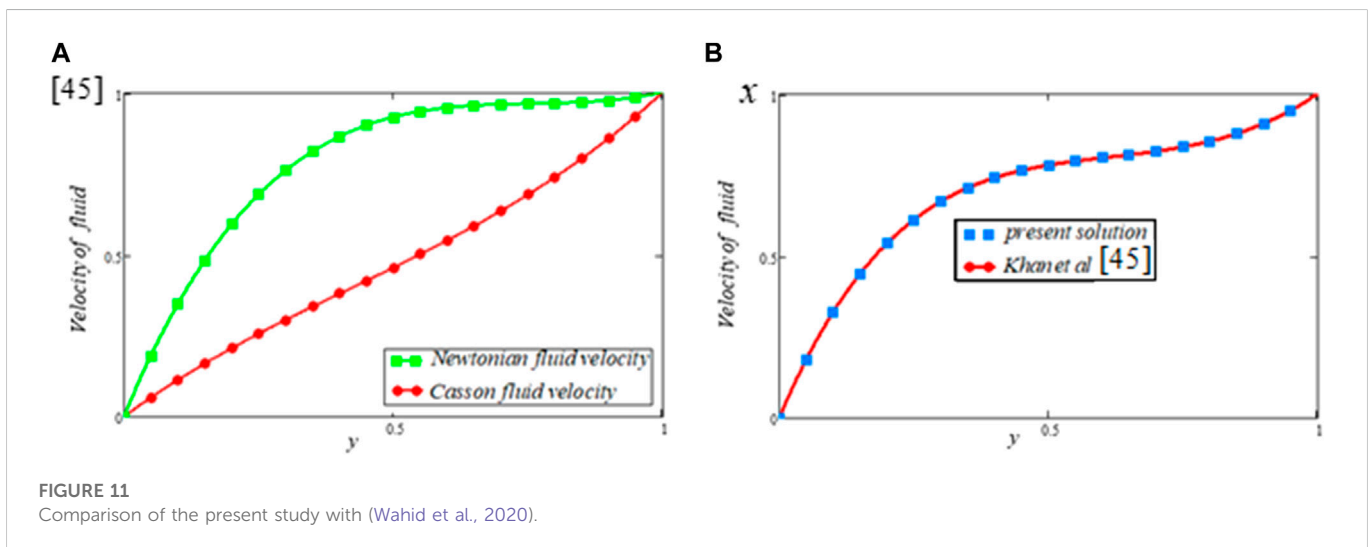 A
[45]
1
Velocity of fluid
0.5
0
0.5
1
y
Newtonian fluid velocity
Casson fluid velocity
B
x
1
Velocity of fluid
0.5
0
0.5
1
y
present solution
Khan et al [45]
FIGURE 11
Comparison of the present study with (Wahid et al., 2020).